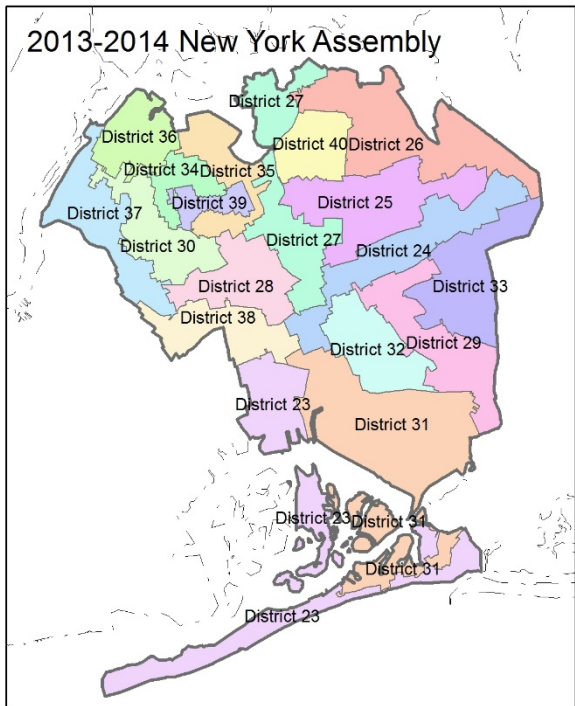 2013-2014 New York Assembly
District 27
District 36
District 40
District 26
District 34
District 35
District 39
District 25
District 37
District 30
District 27
District 24
District 28
District 33
District 38
District 32
District 29
District 23
District 31
District 23
District 31
District 31
District 23